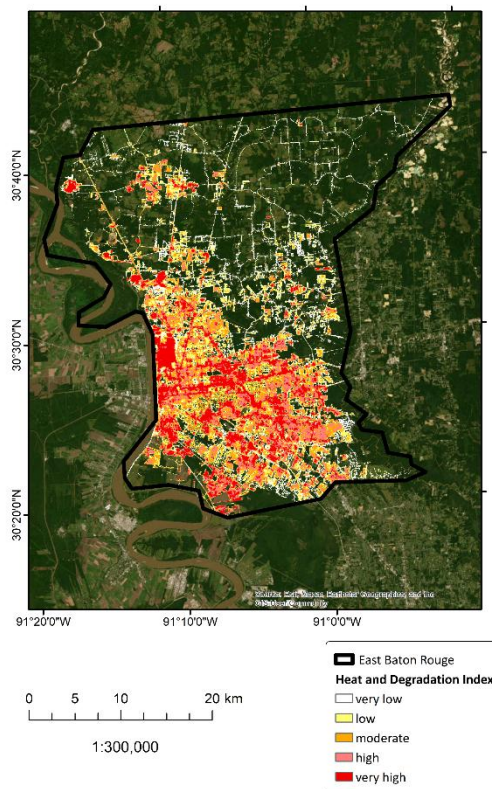 30°40'0"N
30°30'0"N
30°20'0"N
91°20'0"W 91°10'0"W 91°0'0"W
East Baton Rouge
Heat and Degradation Index
very low
low
moderate
high
very high
0 5 10 20 km
1:300,000